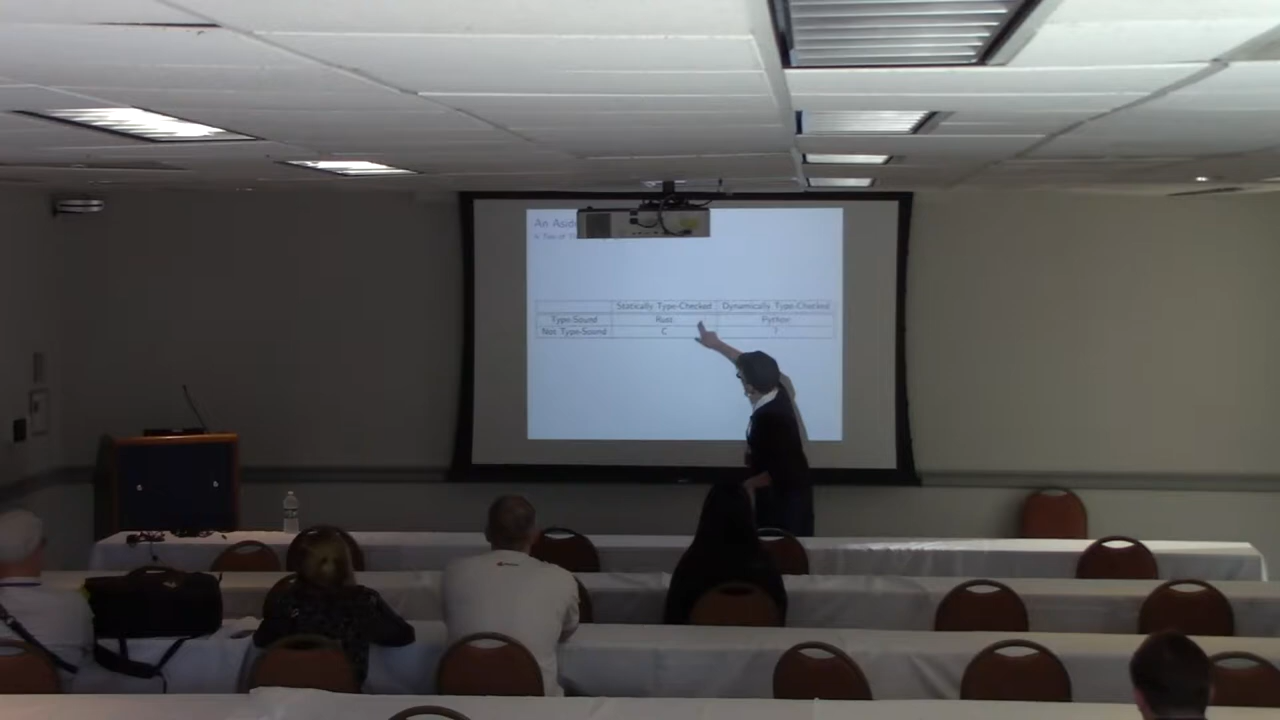 An Aside
Statically Type-Checked Dynamically Type-Checked
Type-Sound Rust Python
Not Type-Sound C ?